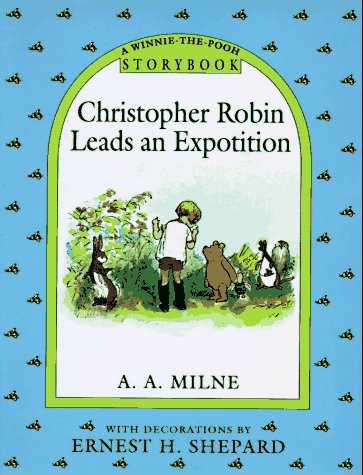 A WINNIE-THE-POOH
STORYBOOK
Christopher Robin
Leads an Expotition
A. A. MILNE
WITH DECORATIONS BY
ERNEST H. SHEPARD